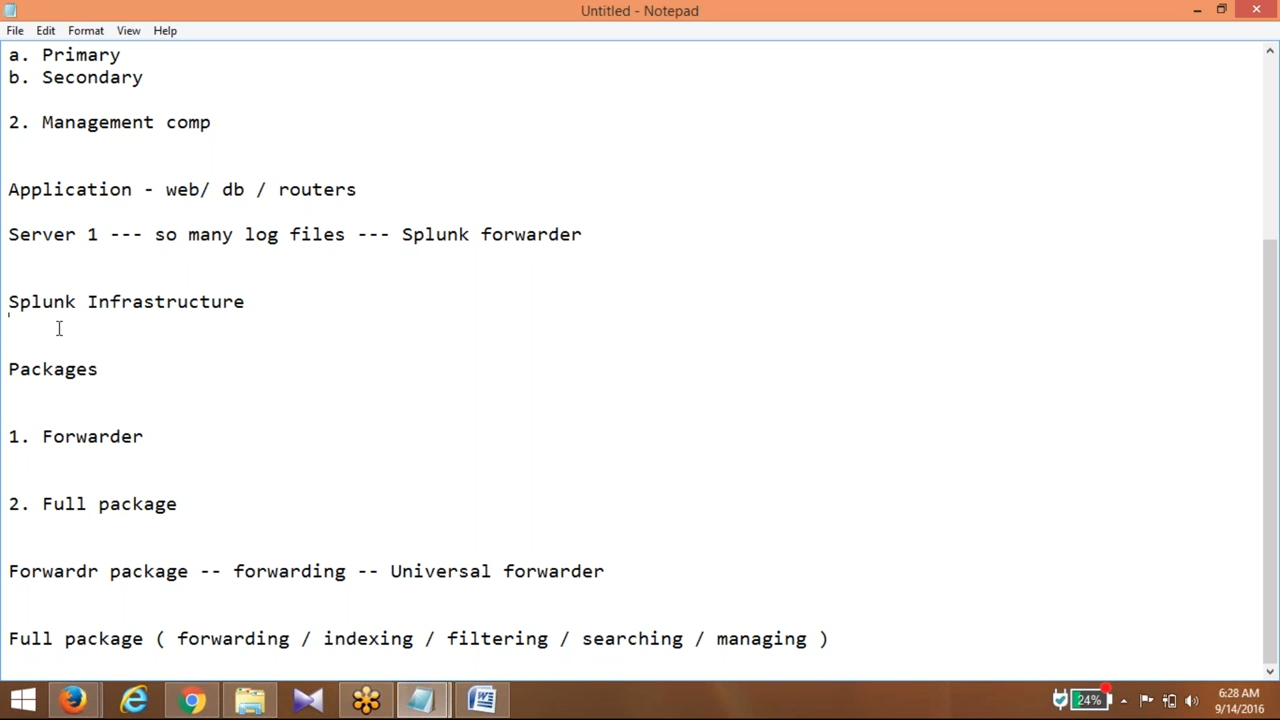 Untitled - Notepad
File Edit Format View Help
a. Primary
b. Secondary
2. Management comp
Application - web/ db / routers
Server 1 --- so many log files --- Splunk forwarder
Splunk Infrastructure
Packages
1. Forwarder
2. Full package
Forwardr package -- forwarding -- Universal forwarder
Full package ( forwarding / indexing / filtering / searching / managing )
24%
6:28 AM
9/14/2016